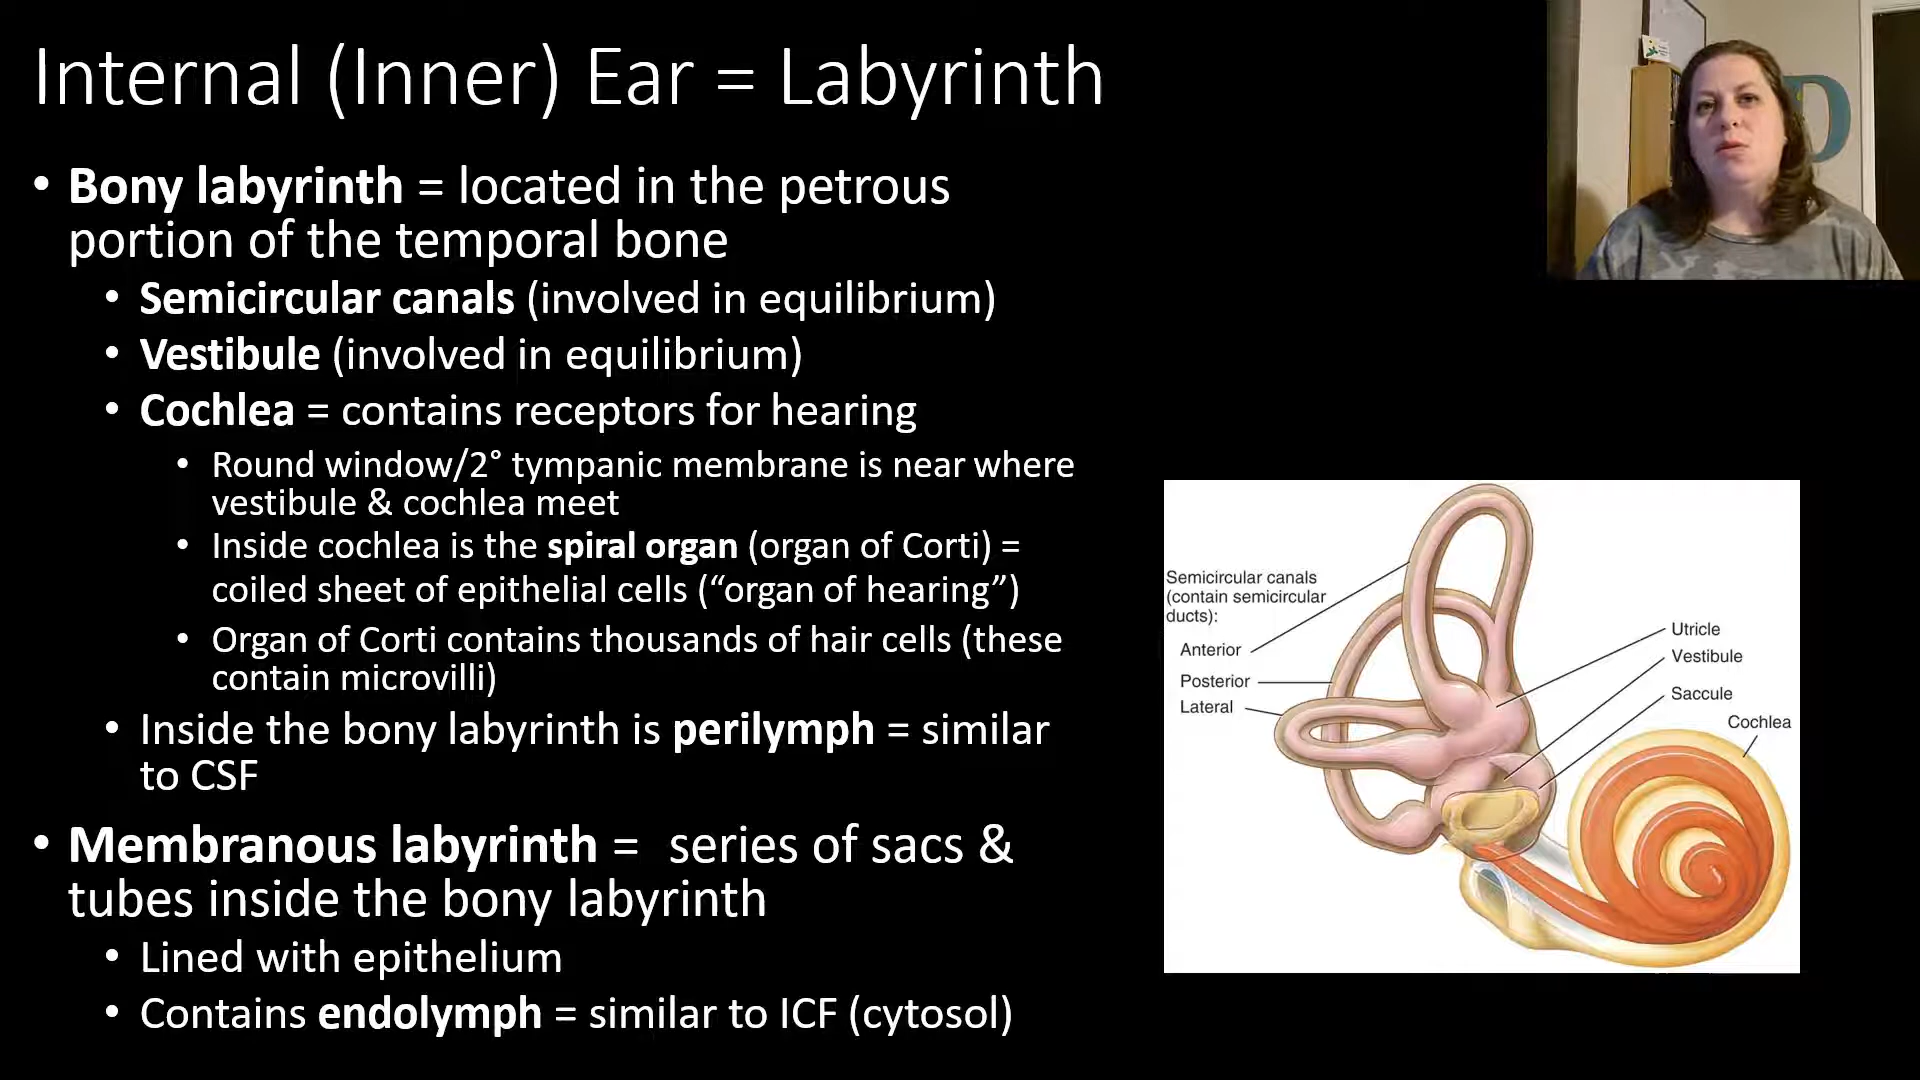 Internal (Inner) Ear = Labyrinth
• Bony labyrinth = located in the petrous
portion of the temporal bone
• Semicircular canals (involved in equilibrium)
• Vestibule (involved in equilibrium)
• Cochlea = contains receptors for hearing
• Round window/2° tympanic membrane is near where
vestibule & cochlea meet
• Inside cochlea is the spiral organ (organ of Corti) =
coiled sheet of epithelial cells (“organ of hearing”)
• Organ of Corti contains thousands of hair cells (these
contain microvilli)
• Inside the bony labyrinth is perilymph = similar
to CSF
• Membranous labyrinth = series of sacs &
tubes inside the bony labyrinth
• Lined with epithelium
• Contains endolymph = similar to ICF (cytosol)
Semicircular canals
(contain semicircular
ducts):
Anterior
Posterior
Lateral
Utricle
Vestibule
Saccule
Cochlea
D